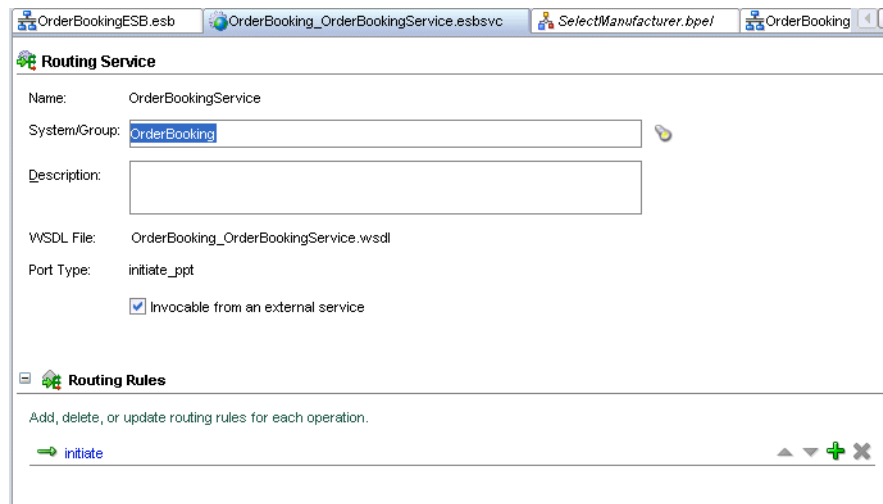 OrderBookingESB.esb OrderBooking_OrderBookingService.esbsvc SelectManufacturer.bpel OrderBooking
Routing Service
Name: OrderBookingService
System/Group: OrderBooking
Description:
WSDL File: OrderBooking_OrderBookingService.wsdl
Port Type: initiate_ppt
Invocable from an external service
Routing Rules
Add, delete, or update routing rules for each operation.
initiate